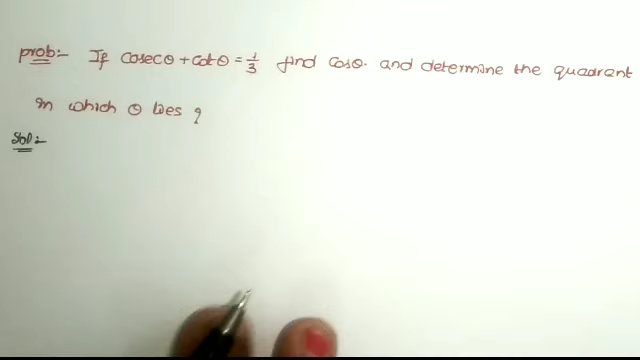 prob:- If cosecθ + cotθ = 1/3 find cosθ. and determine the quadrant
in which θ lies ?
Sol:-